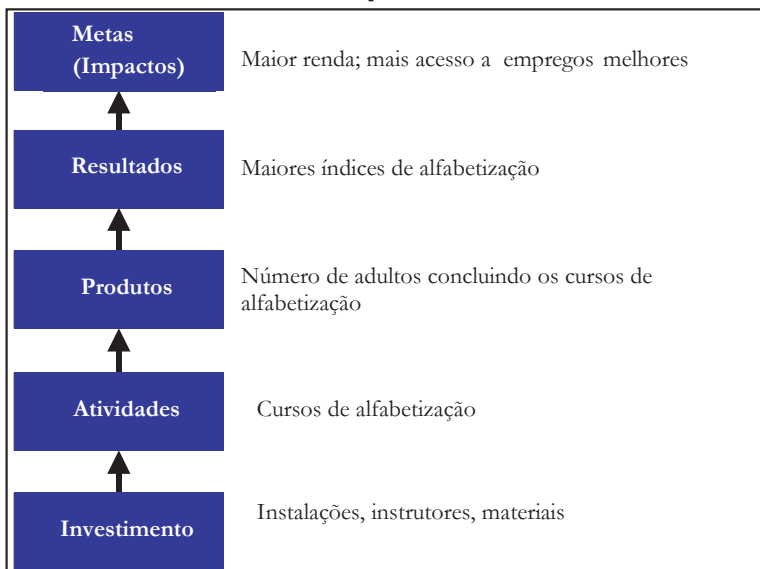 Metas
(Impactos)
Maior renda; mais acesso a empregos melhores
Resultados
Maiores índices de alfabetização
Produtos
Número de adultos concluindo os cursos de
alfabetização
Atividades
Cursos de alfabetização
Investimento
Instalações, instrutores, materiais